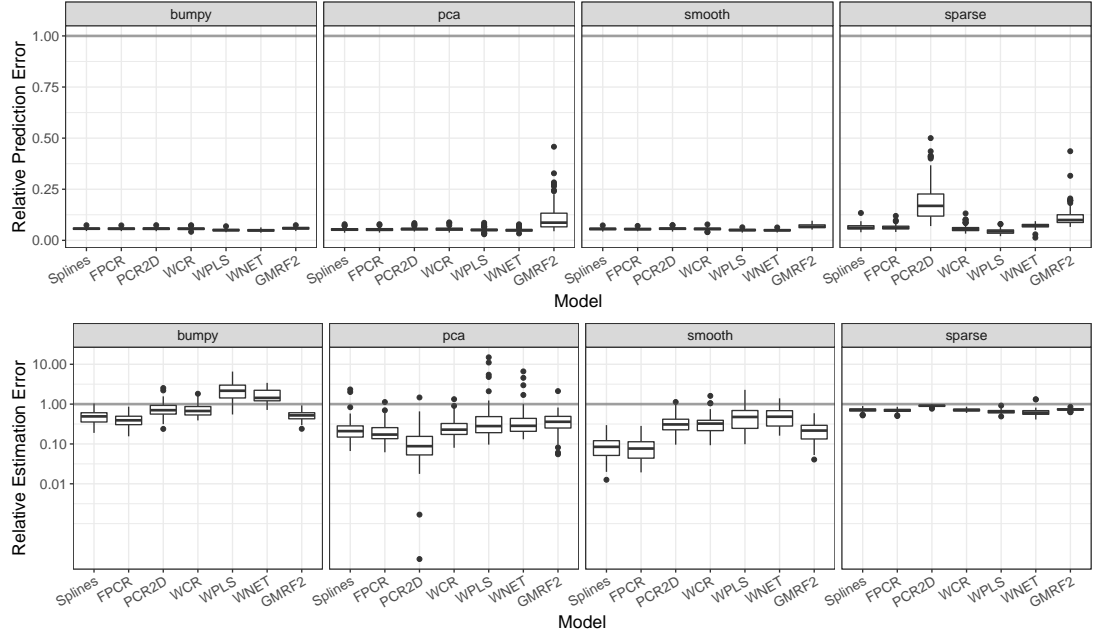 bumpy pca smooth sparse
Relative Prediction Error
1.00
0.75
0.50
0.25
0.00
Splines FPCR PCR2D WCR WPLS WNET GMRF2 Splines FPCR PCR2D WCR WPLS WNET GMRF2 Splines FPCR PCR2D WCR WPLS WNET GMRF2 Splines FPCR PCR2D WCR WPLS WNET GMRF2
Model
bumpy pca smooth sparse
Relative Estimation Error
10.00
1.00
0.10
0.01
Splines FPCR PCR2D WCR WPLS WNET GMRF2 Splines FPCR PCR2D WCR WPLS WNET GMRF2 Splines FPCR PCR2D WCR WPLS WNET GMRF2 Splines FPCR PCR2D WCR WPLS WNET GMRF2
Model